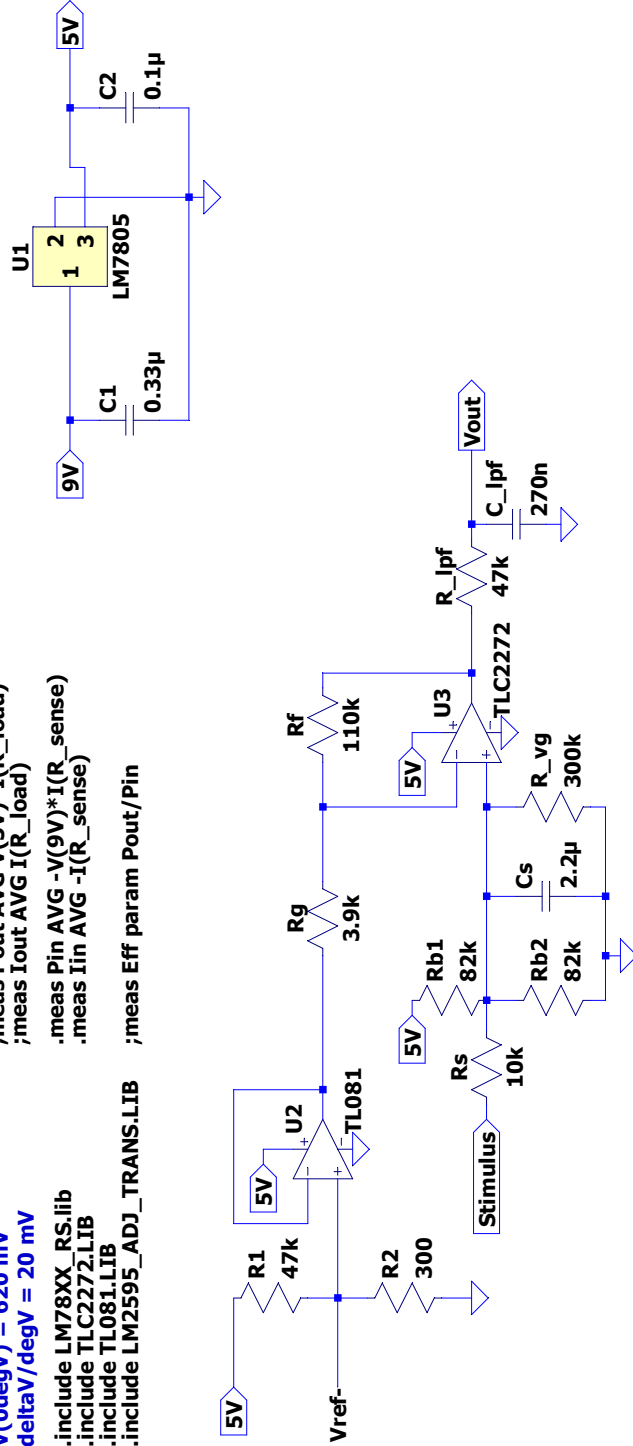 V(0degV) = 620 mV
deltaV/degV = 20 mV
.include LM78XX_RS.lib
.include TLC2272.LIB
.include TL081.LIB
.include LM2595_ADJ_TRANS.LIB
;meas Iout AVG I(R_load)
.meas Pin AVG -V(9V)*I(R_sense)
.meas Iin AVG -I(R_sense)
;meas Eff param Pout/Pin
9V
C1
0.33µ
U1
1
2
3
LM7805
C2
0.1µ
5V
5V
R1
47k
Vref-
R2
300
5V
U2
TL081
Rg
3.9k
Rf
110k
5V
U3
TLC2272
R_lpf
47k
Vout
C_lpf
270n
Stimulus
Rs
10k
5V
Rb1
82k
Rb2
82k
Cs
2.2µ
R_vg
300k